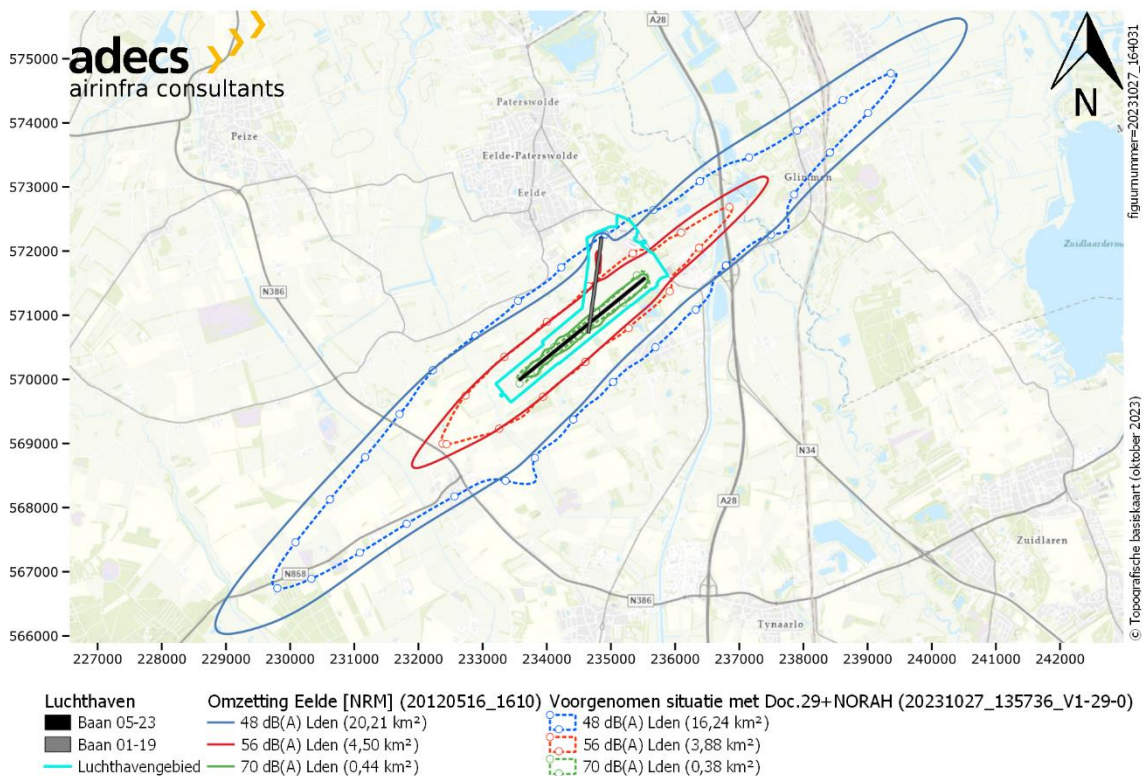 adecs
airinfra consultants
A28
N
figuurnummer=20231027_164031
575000
574000
573000
572000
571000
570000
569000
568000
567000
566000
Paterswolde
Peize
Eelde-Paterswolde
Eelde
Glimmen
N386
N34
A28
N858
Zuidlaren
N386
Tynaarlo
© Topografische basiskaart (oktober 2023)
227000 228000 229000 230000 231000 232000 233000 234000 235000 236000 237000 238000 239000 240000 241000 242000
Luchthaven
Baan 05-23
Baan 01-19
Luchthavengebied
Omzetting Eelde [NRM] (20120516_1610)
48 dB(A) Lden (20,21 km²)
56 dB(A) Lden (4,50 km²)
70 dB(A) Lden (0,44 km²)
Voorgenomen situatie met Doc.29+NORAH (20231027_135736_V1-29-0)
48 dB(A) Lden (16,24 km²)
56 dB(A) Lden (3,88 km²)
70 dB(A) Lden (0,38 km²)